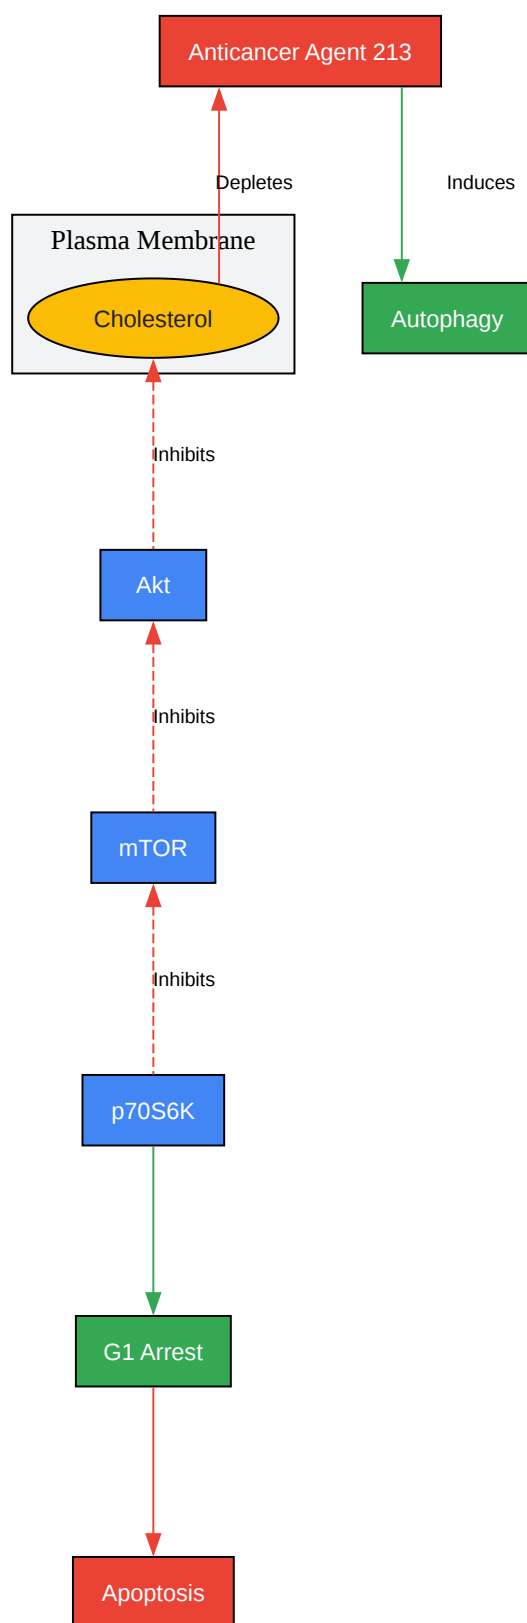 Anticancer Agent 213
Depletes
Induces
Plasma Membrane
Cholesterol
Autophagy
Inhibits
Akt
Inhibits
mTOR
Inhibits
p70S6K
G1 Arrest
Apoptosis